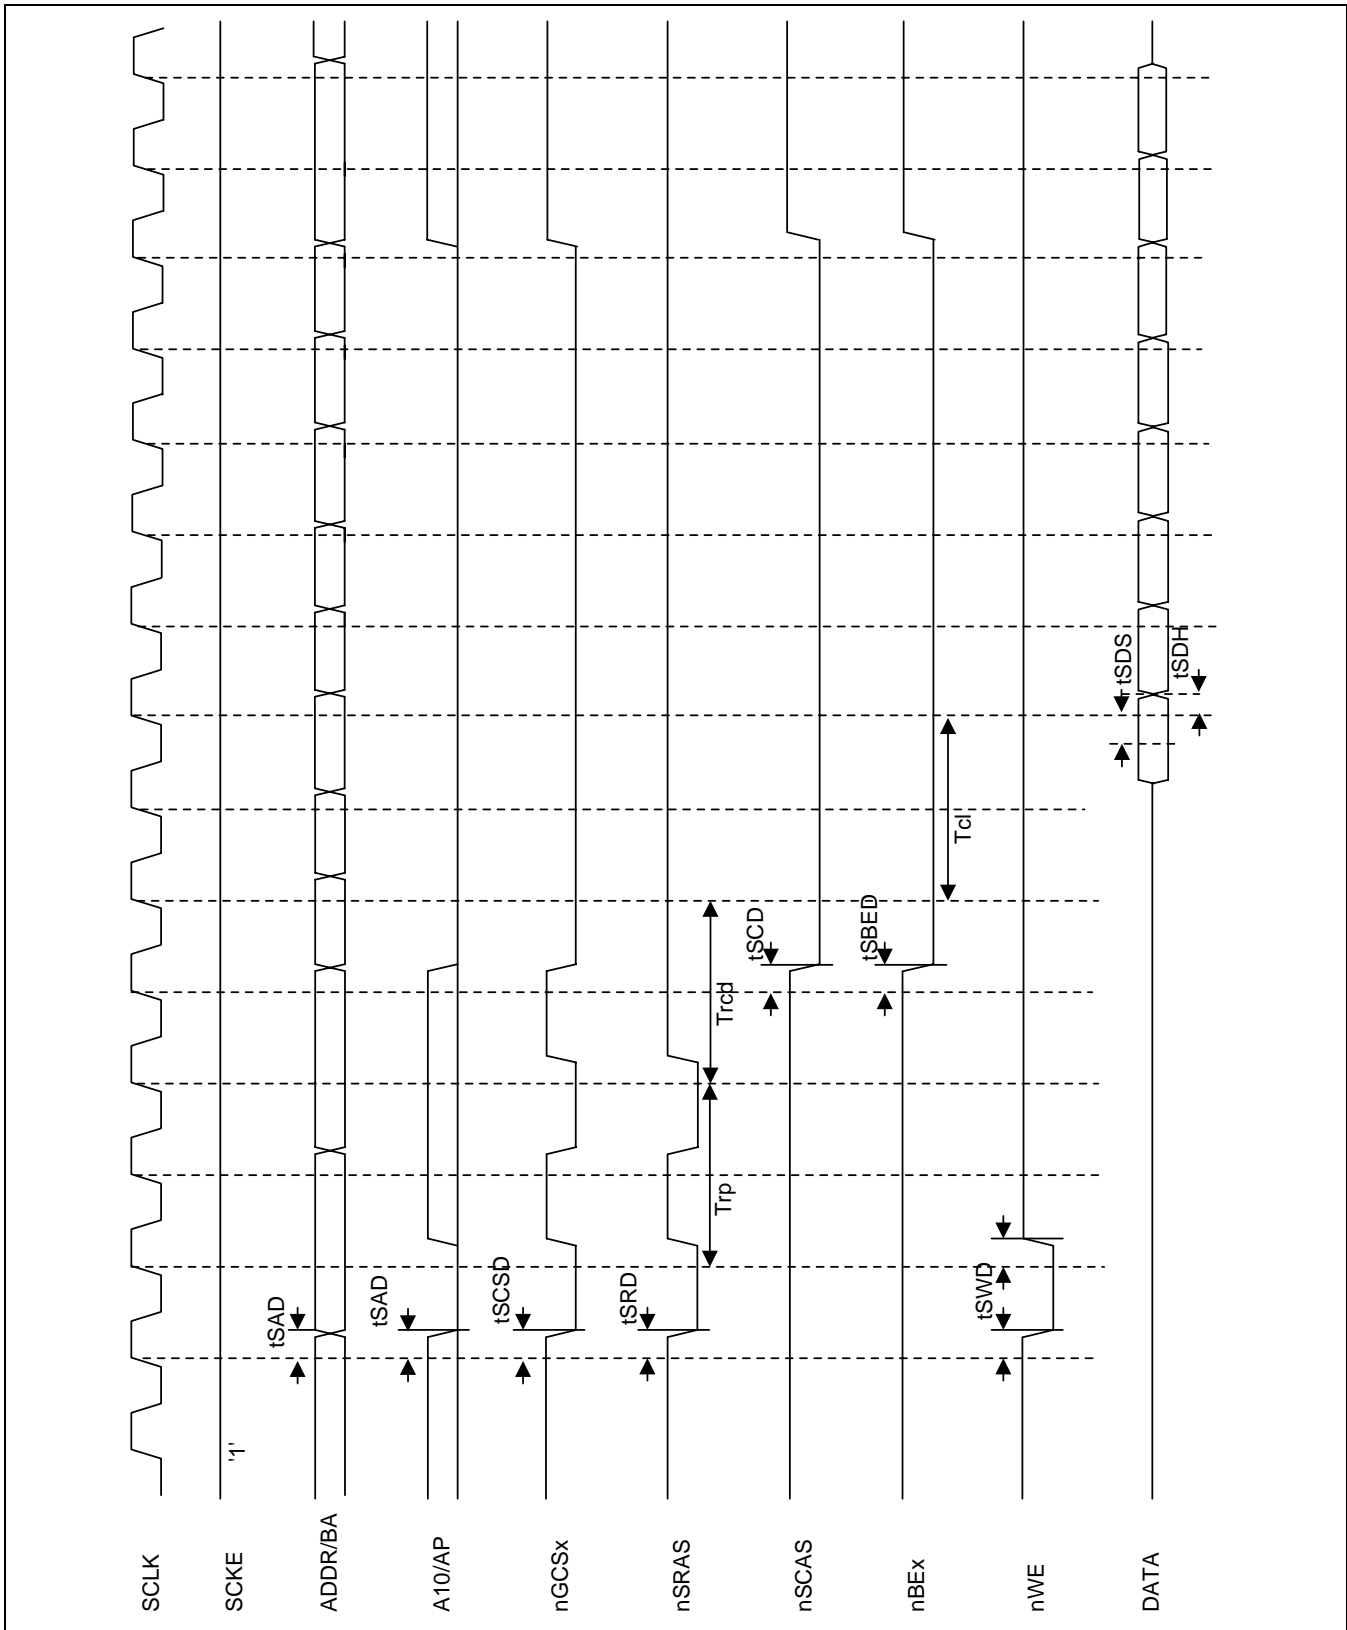 SCLK
SCKE
'1'
ADDR/BA
tSAD
A10/AP
tSAD
nGCSx
tSCSD
nSRAS
tSRD
Trp
Trcd
nSCAS
tSCD
nBEx
tSBED
Tcl
nWE
tSWD
DATA
tSDS
tSDH